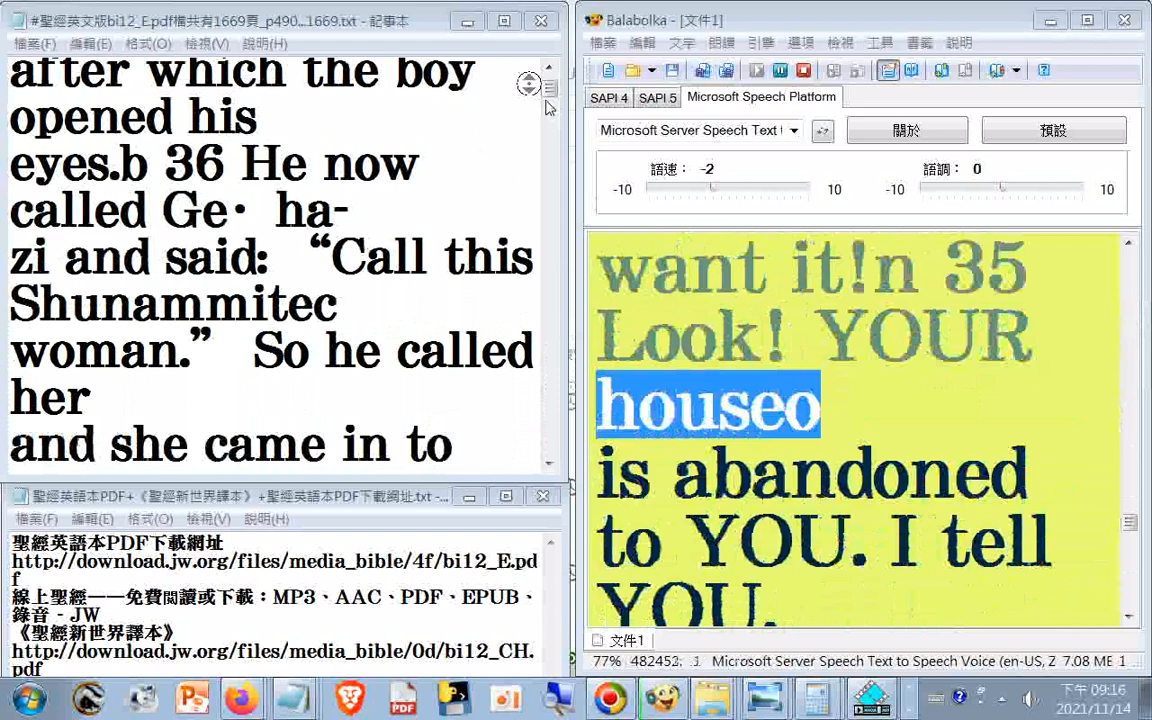 #聖經英文版bi12_E.pdf檔共有1669頁_p490...1669.txt - 記事本
檔案(F) 編輯(E) 格式(O) 檢視(V) 說明(H)
after which the boy
opened his
eyes.b 36 He now
called Ge· ha-
zi and said: “Call this
Shunammitec
woman.” So he called
her
and she came in to
聖經英語本PDF+《聖經新世界譯本》+聖經英語本PDF下載網址.txt -...
檔案(F) 編輯(E) 格式(O) 檢視(V) 說明(H)
聖經英語本PDF下載網址
http://download.jw.org/files/media_bible/4f/bi12_E.pd
f
線上聖經——免費閱讀或下載：MP3、AAC、PDF、EPUB、
錄音 - JW
《聖經新世界譯本》
http://download.jw.org/files/media_bible/0d/bi12_CH.
pdf
Balabolka - [文件1]
檔案 編輯 文字 朗讀 引擎 選項 檢視 工具 書籤 說明
SAPI 4 SAPI 5 Microsoft Speech Platform
Microsoft Server Speech Text 關於 預設
語速： -2 語調： 0
-10 10 -10 10
want it!n 35
Look! YOUR
houseo
is abandoned
to YOU. I tell
YOU.
文件1
77% Microsoft Server Speech Text to Speech Voice (en-US, Z 7.08 ME 1
下午 09:16
2021/11/14